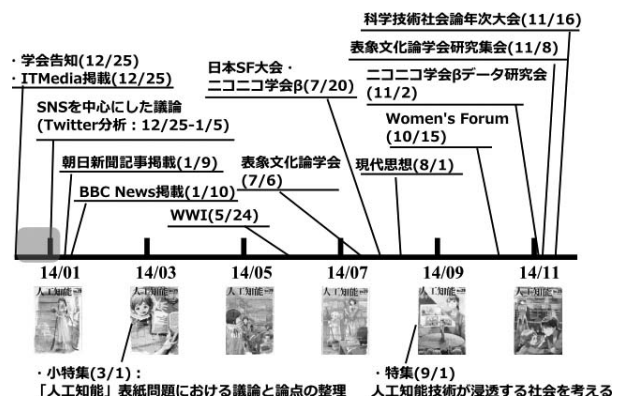 科学技術社会論年次大会(11/16)
表象文化論学会研究集会(11/8)
・学会告知(12/25)
・ITMedia掲載(12/25)
日本SF大会・
ニコニコ学会β(7/20)
ニコニコ学会βデータ研究会
(11/2)
SNSを中心にした議論
(Twitter分析：12/25-1/5)
Women's Forum
(10/15)
朝日新聞記事掲載(1/9)
表象文化論学会
(7/6)
現代思想(8/1)
BBC News掲載(1/10)
WWI(5/24)
14/01
14/03
14/05
14/07
14/09
14/11
人工知能
人工知能
人工知能
人工知能
人工知能
人工知能
・小特集(3/1)：
「人工知能」表紙問題における議論と論点の整理
・特集(9/1)
人工知能技術が浸透する社会を考える